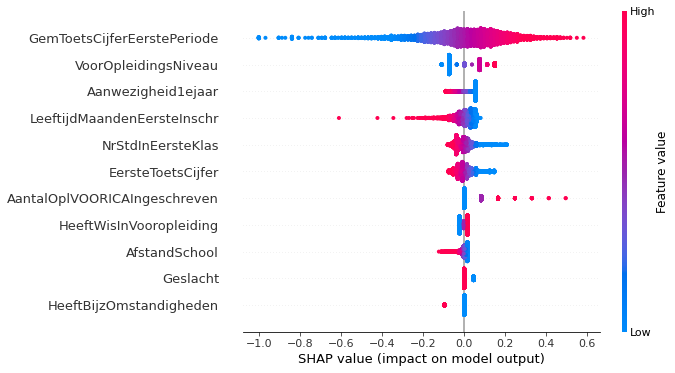 High
GemToetsCijferEerstePeriode
VoorOpleidingsNiveau
Aanwezigheid1ejaar
LeeftijdMaandenEersteInschr
NrStdInEersteKlas
EersteToetsCijfer
AantalOplVOORICAIngeschreven
HeeftWisInVooropleiding
AfstandSchool
Geslacht
HeeftBijzOmstandigheden
Feature value
Low
−1.0 −0.8 −0.6 −0.4 −0.2 0.0 0.2 0.4 0.6
SHAP value (impact on model output)